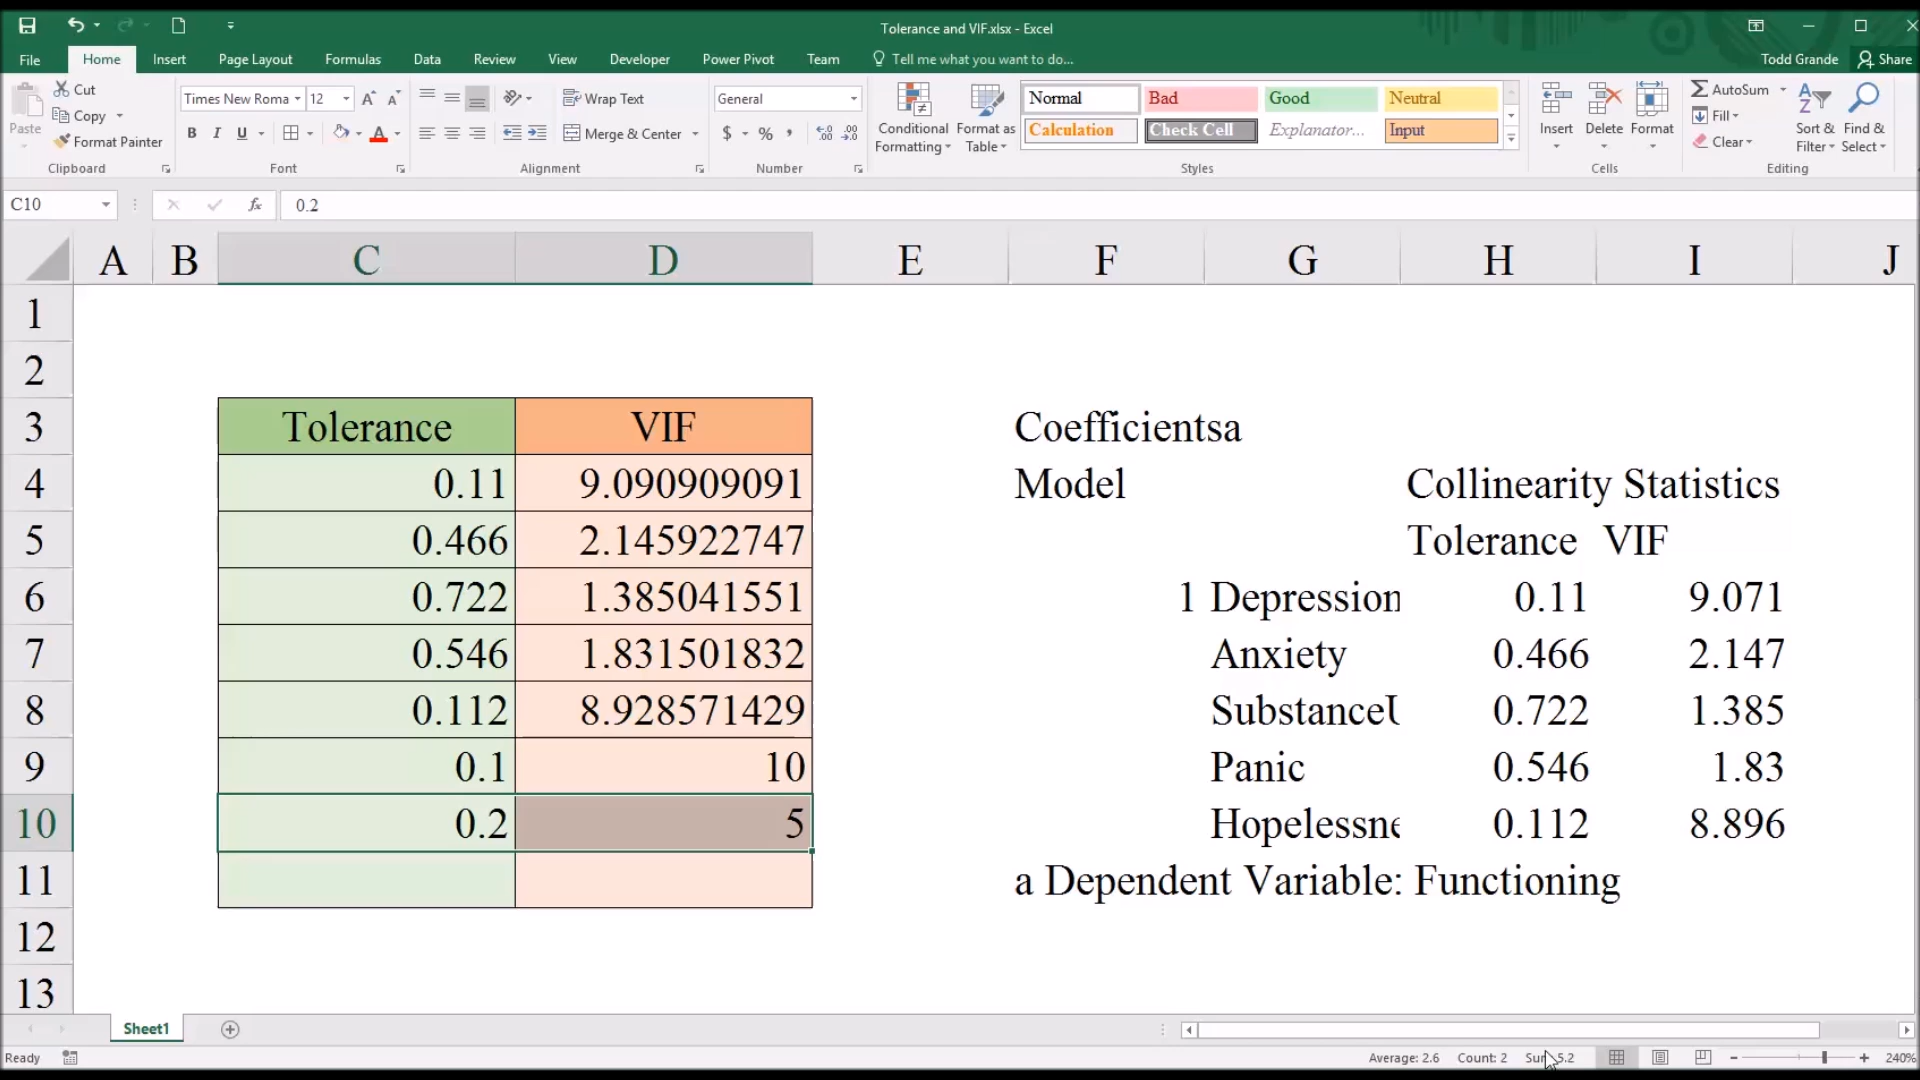 Tolerance and VIF.xlsx - Excel
File Home Insert Page Layout Formulas Data Review View Developer Power Pivot Team Tell me what you want to do... Todd Grande Share
Paste Cut Copy Format Painter
Clipboard
Times New Roma 12
B I U A
Font
Wrap Text
Merge & Center
Alignment
General
$ % ,
Number
Conditional Formatting
Format as Table
Normal Bad Good Neutral
Calculation Check Cell Explanator... Input
Styles
Insert Delete Format
Cells
AutoSum
Fill
Clear
Sort & Filter
Find & Select
Editing
C10 fx 0.2
A B C D E F G H I J
1
2
3 Tolerance VIF Coefficientsa
4 0.11 9.090909091 Model Collinearity Statistics
5 0.466 2.145922747 Tolerance VIF
6 0.722 1.385041551 1 Depression 0.11 9.071
7 0.546 1.831501832 Anxiety 0.466 2.147
8 0.112 8.928571429 SubstanceU 0.722 1.385
9 0.1 10 Panic 0.546 1.83
10 0.2 5 Hopelessne 0.112 8.896
11 a Dependent Variable: Functioning
12
13
Sheet1
Ready Average: 2.6 Count: 2 5.2 240%